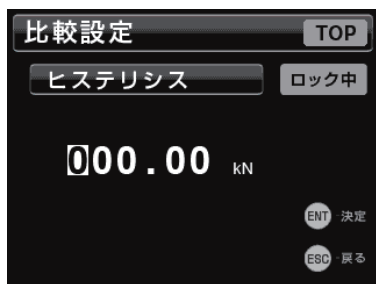 比較設定 TOP
ヒステリシス ロック中
000.00 kN
ENT 決定
ESC 戻る